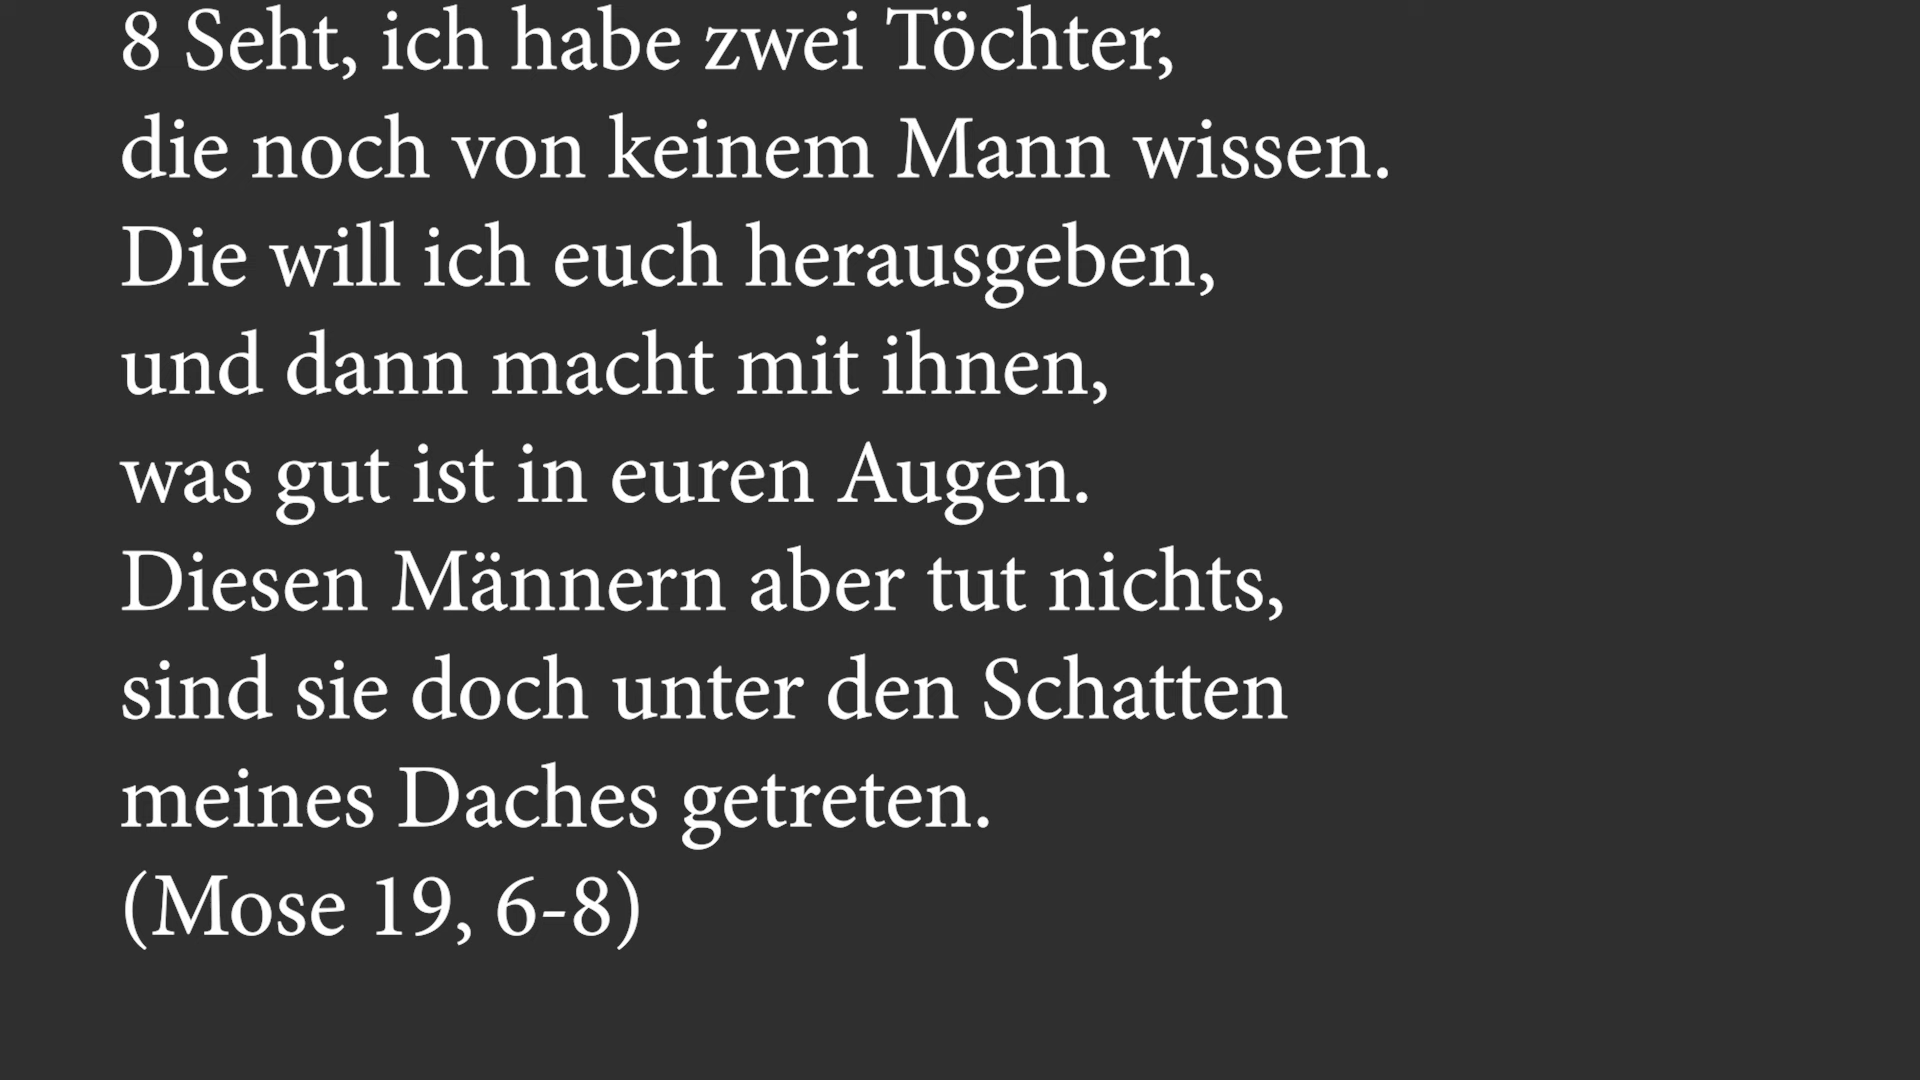 8 Seht, ich habe zwei Töchter,
die noch von keinem Mann wissen.
Die will ich euch herausgeben,
und dann macht mit ihnen,
was gut ist in euren Augen.
Diesen Männern aber tut nichts,
sind sie doch unter den Schatten
meines Daches getreten.
(Mose 19, 6-8)